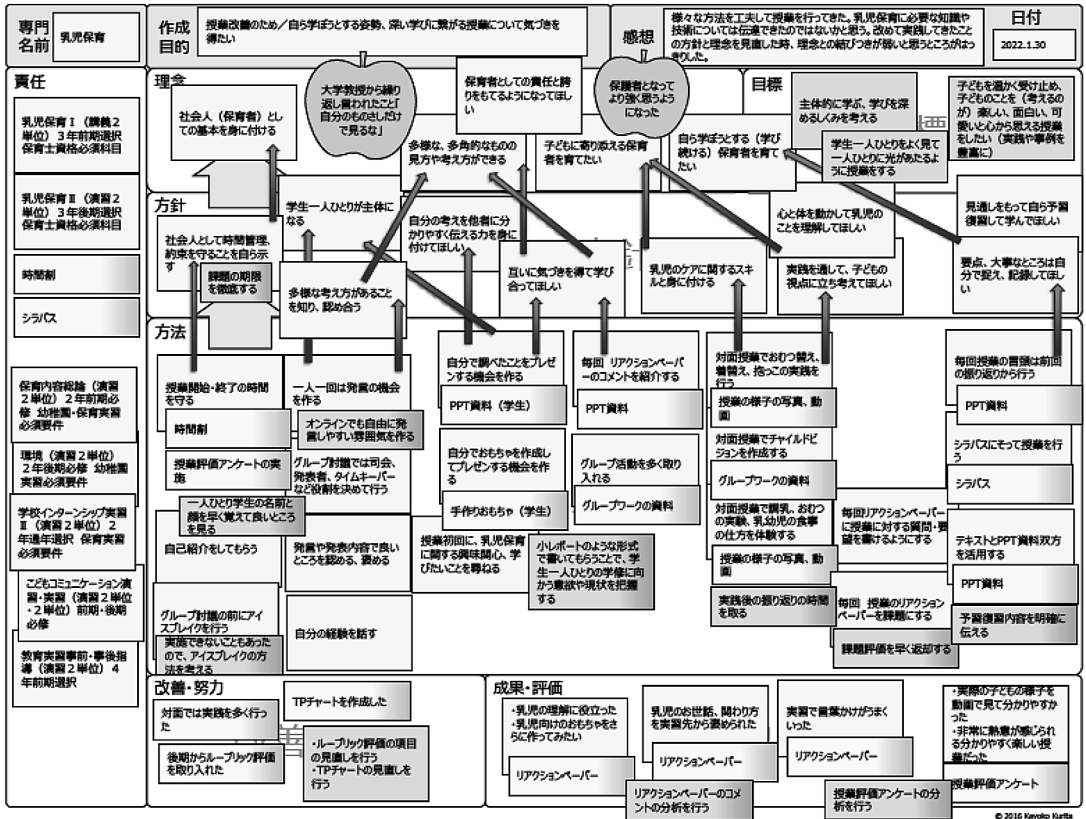 専門
名前
乳児保育
作成
目的
授業改善のため／自ら学ぼうとする姿勢、深い学びに繋がる授業について気づきを
得たい
感想
様々な方法を工夫して授業を行ってきた。乳児保育に必要な知識や
技術については伝達できたのではないかと思う。改めて実践してきたこと
の方針と理念を見直した時、理念との結びつきが弱いと思うところがはっ
きりした。
日付
2022.1.30
責任
乳児保育Ⅰ（講義２
単位）３年前期選択
保育士資格必須科目
乳児保育Ⅱ（演習２
単位）３年後期選択
保育士資格必須科目
時間割
シラバス
保育内容総論（演習
２単位）２年前期必
修 幼稚園・保育実習
必須要件
環境（演習２単位）
２年後期必修 幼稚園
実習必須要件
学校インターンシップ実習
Ⅱ（演習２単位）２
年通年選択 保育実習
必須要件
こどもコミュニケーション演
習・実習（演習２単位
・２単位）前期・後期
必修
教育実習事前・事後指
導（演習２単位）４
年前期選択
理念
社会人（保育者）とし
ての基本を身に付ける
大学教授から繰り
返し言われたこと「
自分のものさしだけ
で見るな」
多様な、多角的なものの
見方や考え方ができる
保育者としての責任と誇
りをもてるようになってほし
い
子どもに寄り添える保育
者を育てたい
保護者となって
より強く思うよう
になった
自ら学ぼうとする（学び
続ける）保育者を育て
たい
目標
主体的に学ぶ、学びを深
めるしくみを考える
学生一人ひとりをよく見て
一人ひとりに光があたるよ
うに授業をする
子どもを温かく受け止め、
子どものことを（考えるの
が）楽しい、面白い、可
愛いと心から思える授業
をしたい（実践や事例を
豊富に）
方針
社会人として時間管理、
約束を守ることを自ら示
す
課題の期限
を徹底する
学生一人ひとりが主体に
なる
多様な考え方があること
を知り、認め合う
自分の考えを他者に分
かりやすく伝える力を身に
付けてほしい
互いに気づきを得て学び
合ってほしい
乳児のケアに関するスキ
ルと身に付ける
心と体を動かして乳児の
ことを理解してほしい
実践を通して、子どもの
視点に立ち考えてほしい
見通しをもって自ら予習
復習して学んでほしい
要点、大事なところは自
分で捉え、記録してほし
い
方法
授業開始・終了の時間
を守る
時間割
授業評価アンケートの実
施
一人ひとり学生の名前と
顔を早く覚えて良いところ
を見る
自己紹介をしてもらう
グループ討議の前にアイ
スブレイクを行う
実施できないこともあった
ので、アイスブレイクの方
法を考える
一人一回は発言の機会
を作る
オンラインでも自由に発
言しやすい雰囲気を作る
グループ討議では司会、
発表者、タイムキーパー
など役割を決めて行う
発言や発表内容で良い
ところを認める、褒める
自分の経験を話す
自分で調べたことをプレゼ
ンする機会を作る
PPT資料（学生）
自分でおもちゃを作成し
てプレゼンする機会を作
る
手作りおもちゃ（学生）
授業初回に、乳児保育
に関する興味関心、学
びたいことを尋ねる
小レポートのような形式
で書いてもらうことで、学
生一人ひとりの学修に向
かう意欲や現状を把握
する
毎回 リアクションペーパ
ーのコメントを紹介する
PPT資料
グループ活動を多く取り
入れる
グループワークの資料
対面授業でおむつ替え、
着替え、抱っこの実践を
行う
授業の様子の写真、動
画
対面授業でチャイルドビ
ジョンを作成する
グループワークの資料
対面授業で調乳、おむつ
の実験、乳幼児の食事
の仕方を体験する
授業の様子の写真、動
画
実践後の振り返りの時間
を取る
毎回リアクションペーパー
に授業に対する質問・要
望を書けるようにする
毎回 授業のリアクション
ペーパーを課題にする
課題評価を早く返却する
毎回授業の冒頭は前回
の振り返りから行う
PPT資料
シラバスにそって授業を行
う
シラバス
テキストとPPT資料双方
を活用する
PPT資料
予習復習内容を明確に
伝える
改善・努力
対面では実践を多く行っ
た
後期からルーブリック評価
を取り入れた
TPチャートを作成した
・ルーブリック評価の項目
の見直しを行う
・TPチャートの見直しを行
う
成果・評価
・乳児の理解に役立った
・乳児向けのおもちゃをさ
らに作ってみたい
リアクションペーパー
乳児のお世話、関わり方
を実習先から褒められた
リアクションペーパー
リアクションペーパーのコメ
ントの分析を行う
実習で言葉かけがうまく
いった
リアクションペーパー
授業評価アンケートの分
析を行う
・実際の子どもの様子を
動画で見て分かりやすか
った
・非常に熱意が感じられ
る分かりやすく楽しい授
業だった
授業評価アンケート
© 2016 Kayoko Kurita